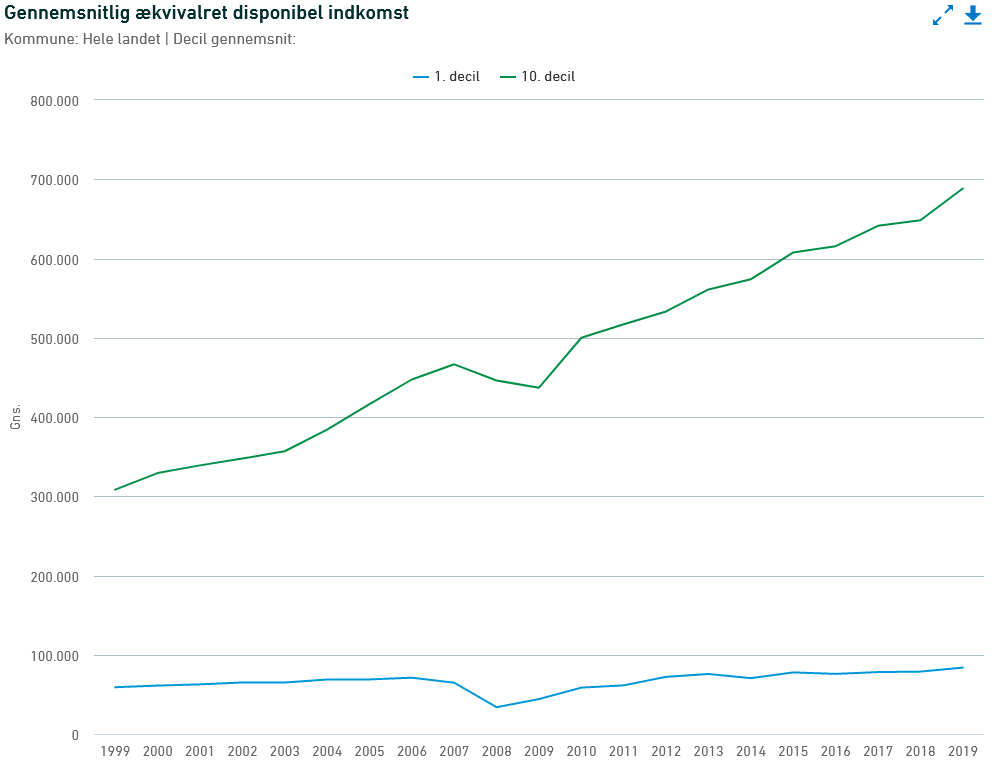 Gennemsnitlig ækvivalret disponibel indkomst
Kommune: Hele landet | Decil gennemsnit:
1. decil 10. decil
800.000
700.000
600.000
500.000
400.000
300.000
200.000
100.000
0
Gns.
1999 2000 2001 2002 2003 2004 2005 2006 2007 2008 2009 2010 2011 2012 2013 2014 2015 2016 2017 2018 2019